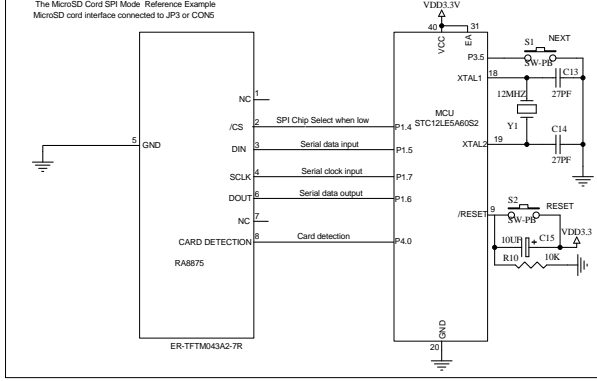 The MicroSD Cord SPI Mode Reference Example
MicroSD cord interface connected to JP3 or CON5
VDD3.3V
40
31
VCC
EA
S1
NEXT
P3.5
SW-PB
18
XTAL1
C13
12MHZ
27PF
Y1
C14
19
XTAL2
27PF
MCU
STC12LE5A60S2
1
NC
2
/CS
SPI Chip Select when low
P1.4
5
GND
3
DIN
Serial data input
P1.5
4
SCLK
Serial clock input
P1.7
6
DOUT
Serial data output
P1.6
7
NC
8
CARD DETECTION
Card detection
P4.0
RA8875
S2
9
/RESET
RESET
SW-PB
10UF
+
C15
VDD3.3
R10
10K
GND
20
ER-TFTM043A2-7R